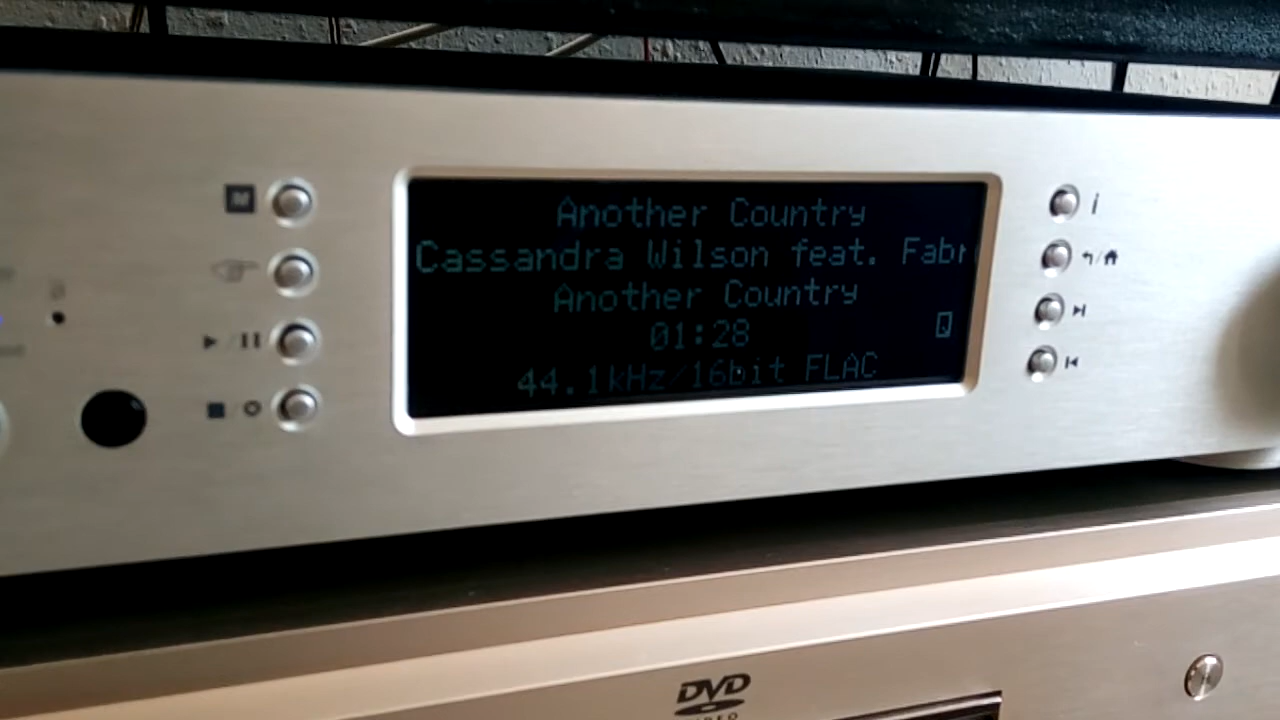 Another Country
Cassandra Wilson feat. Fabr
Another Country
01:28
44.1kHz/16bit FLAC
M
i
DVD